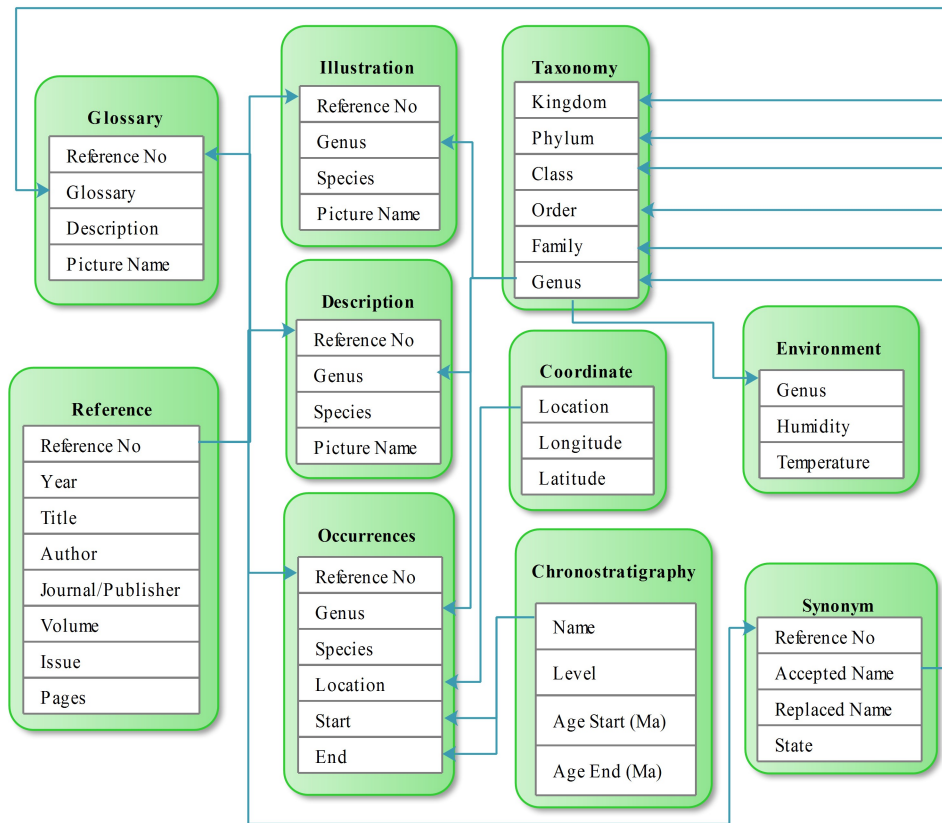 Glossary
Reference No
Glossary
Description
Picture Name
Illustration
Reference No
Genus
Species
Picture Name
Taxonomy
Kingdom
Phylum
Class
Order
Family
Genus
Description
Reference No
Genus
Species
Picture Name
Coordinate
Location
Longitude
Latitude
Environment
Genus
Humidity
Temperature
Reference
Reference No
Year
Title
Author
Journal/Publisher
Volume
Issue
Pages
Occurrences
Reference No
Genus
Species
Location
Start
End
Chronostratigraphy
Name
Level
Age Start (Ma)
Age End (Ma)
Synonym
Reference No
Accepted Name
Replaced Name
State